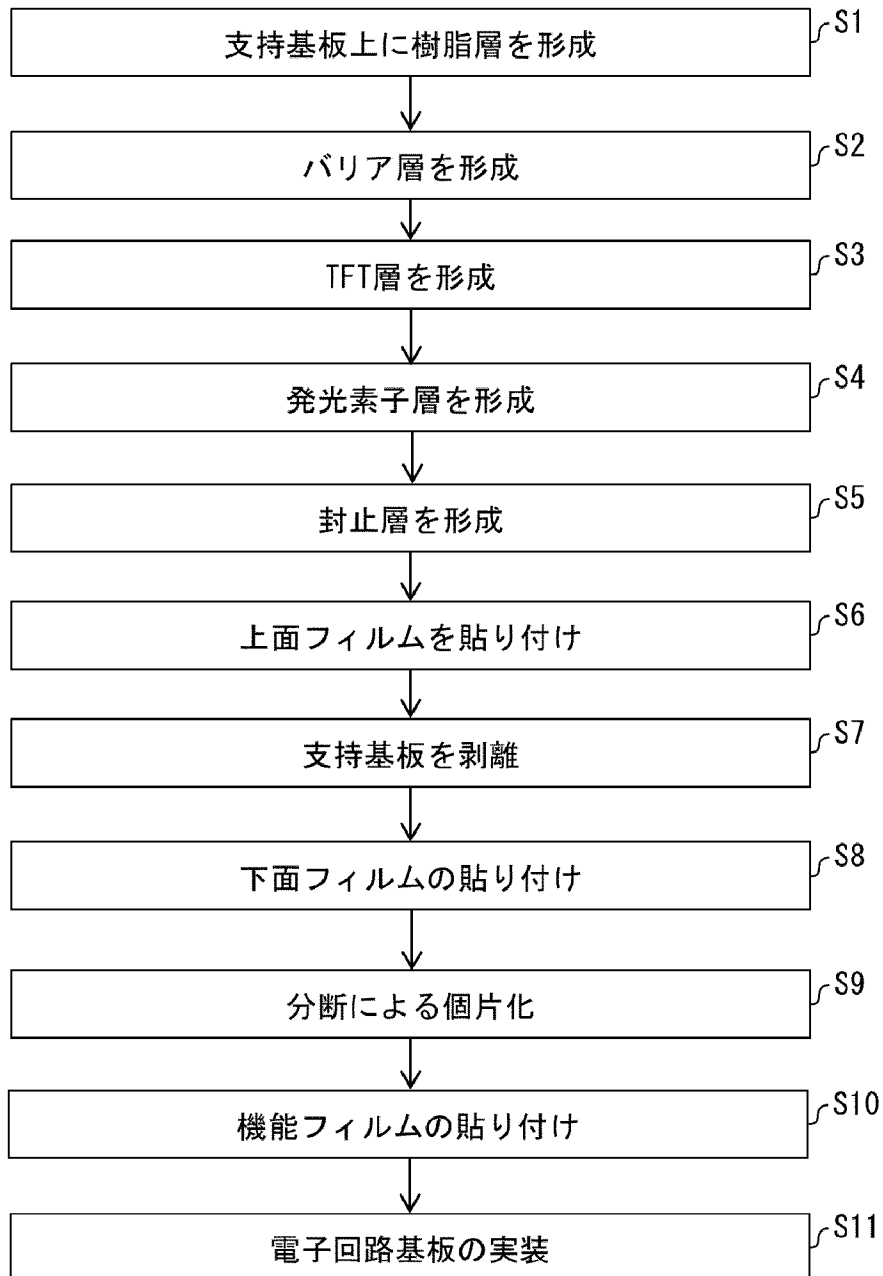 支持基板上に樹脂層を形成
S1
バリア層を形成
S2
TFT層を形成
S3
発光素子層を形成
S4
封止層を形成
S5
上面フィルムを貼り付け
S6
支持基板を剥離
S7
下面フィルムの貼り付け
S8
分断による個片化
S9
機能フィルムの貼り付け
S10
電子回路基板の実装
S11